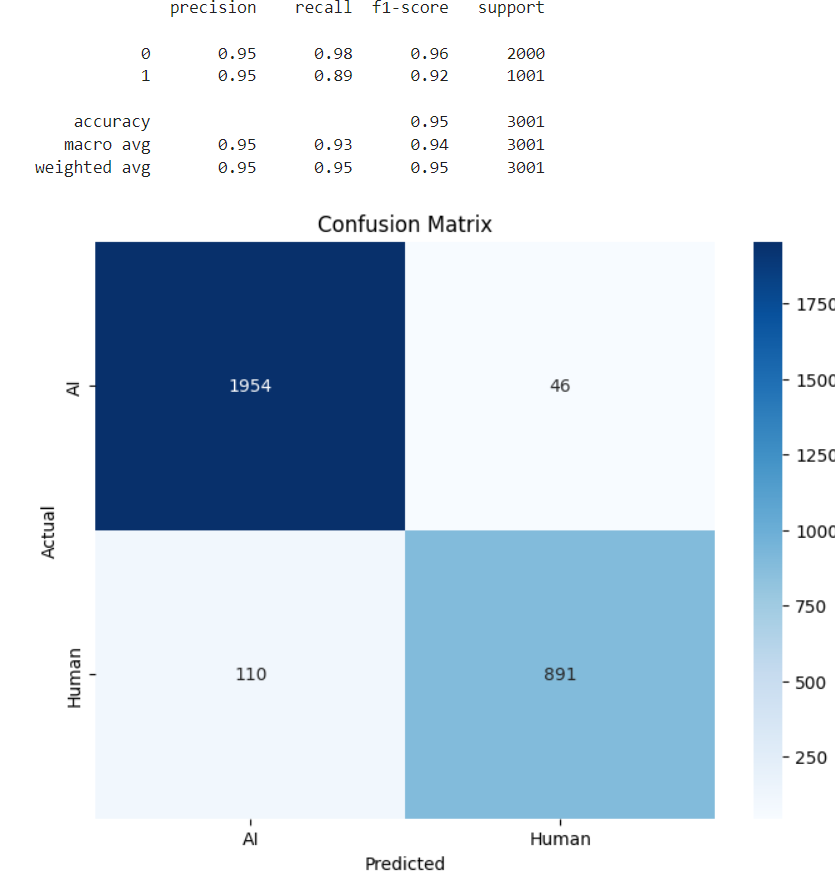 precision recall f1-score support
0 0.95 0.98 0.96 2000
1 0.95 0.89 0.92 1001
accuracy 0.95 3001
macro avg 0.95 0.93 0.94 3001
weighted avg 0.95 0.95 0.95 3001
Confusion Matrix
AI
1954
46
Human
110
891
Actual
AI
Human
Predicted
1750
1500
1250
1000
750
500
250